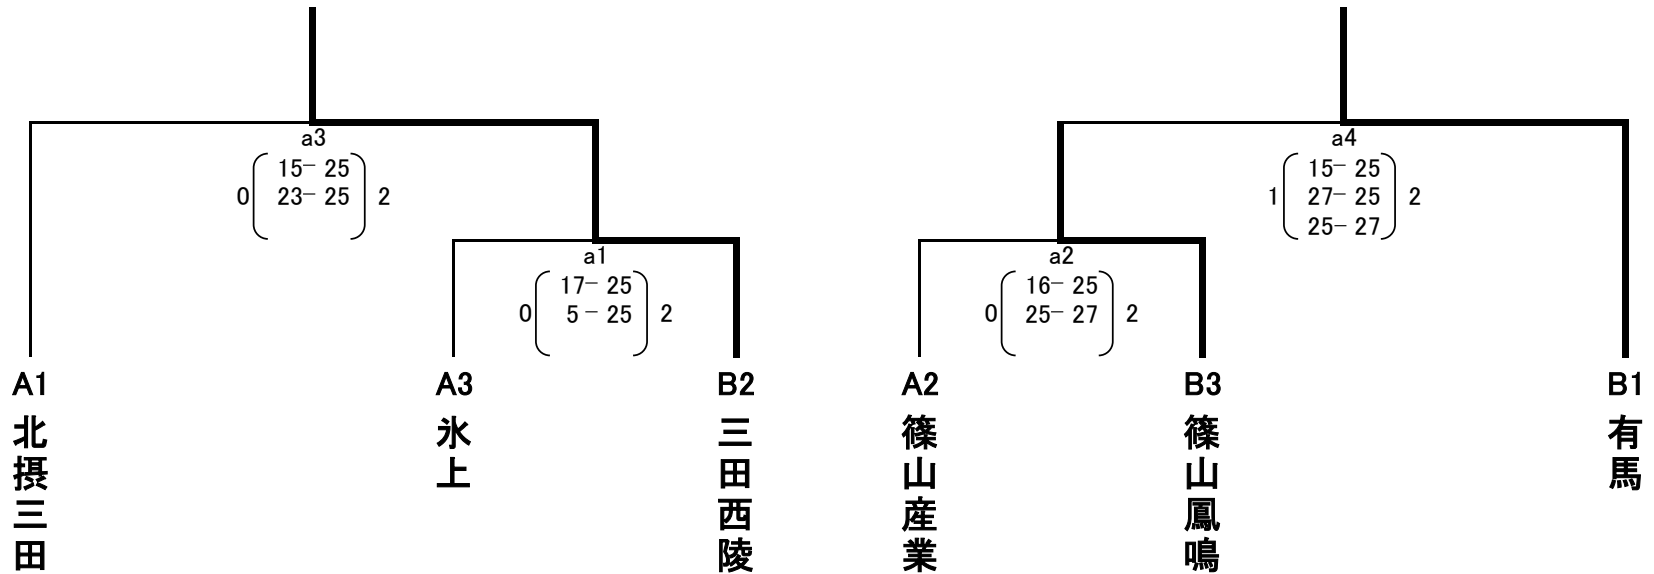 a3
15－ 25
0 23－ 25 2
a1
17－ 25
0 5－ 25 2
a4
15－ 25
1 27－ 25 2
25－ 27
a2
16－ 25
0 25－ 27 2
A1
北摂三田
A3
氷上
B2
三田西陵
A2
篠山産業
B3
篠山鳳鳴
B1
有馬